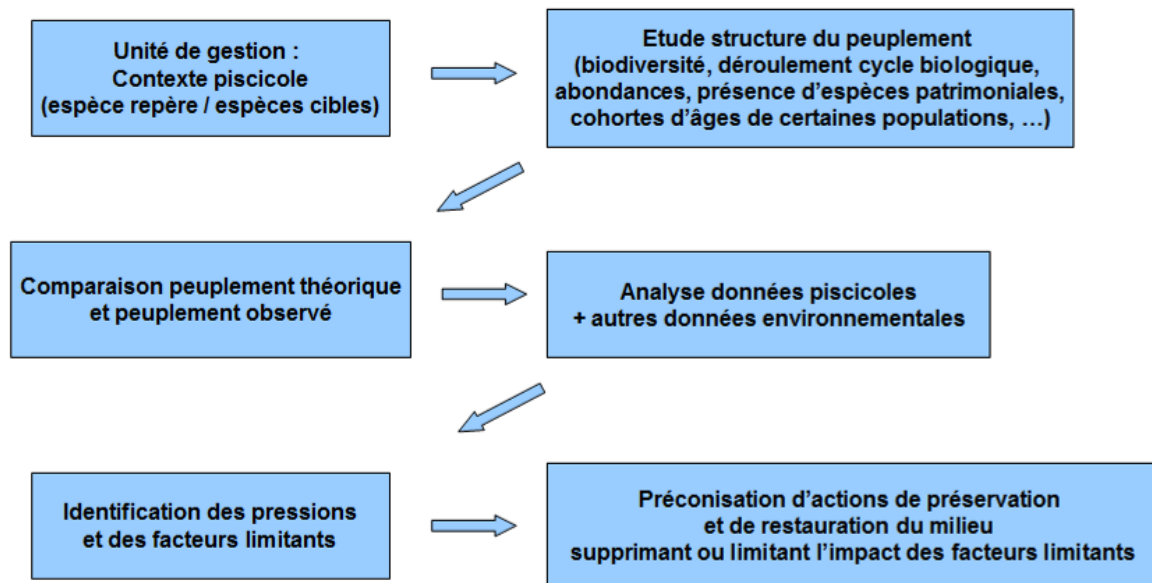 Unité de gestion :
Contexte piscicole
(espèce repère / espèces cibles)
Etude structure du peuplement
(biodiversité, déroulement cycle biologique,
abondances, présence d'espèces patrimoniales,
cohortes d'âges de certaines populations, …)
Comparaison peuplement théorique
et peuplement observé
Analyse données piscicoles
+ autres données environnementales
Identification des pressions
et des facteurs limitants
Préconisation d'actions de préservation
et de restauration du milieu
supprimant ou limitant l'impact des facteurs limitants